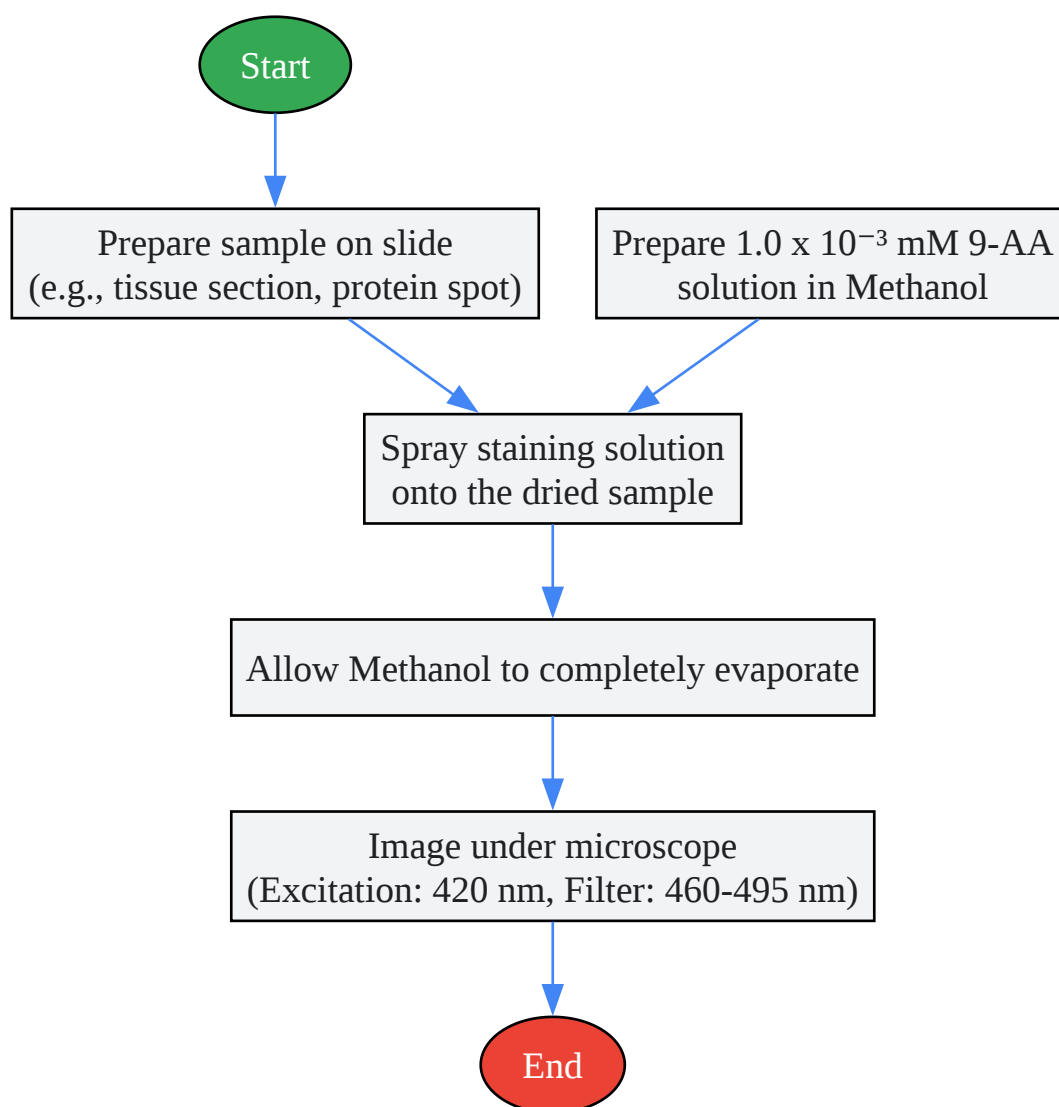 Start
Prepare sample on slide
(e.g., tissue section, protein spot)
Prepare 1.0 x 10⁻³ mM 9-AA
solution in Methanol
Spray staining solution
onto the dried sample
Allow Methanol to completely evaporate
Image under microscope
(Excitation: 420 nm, Filter: 460-495 nm)
End